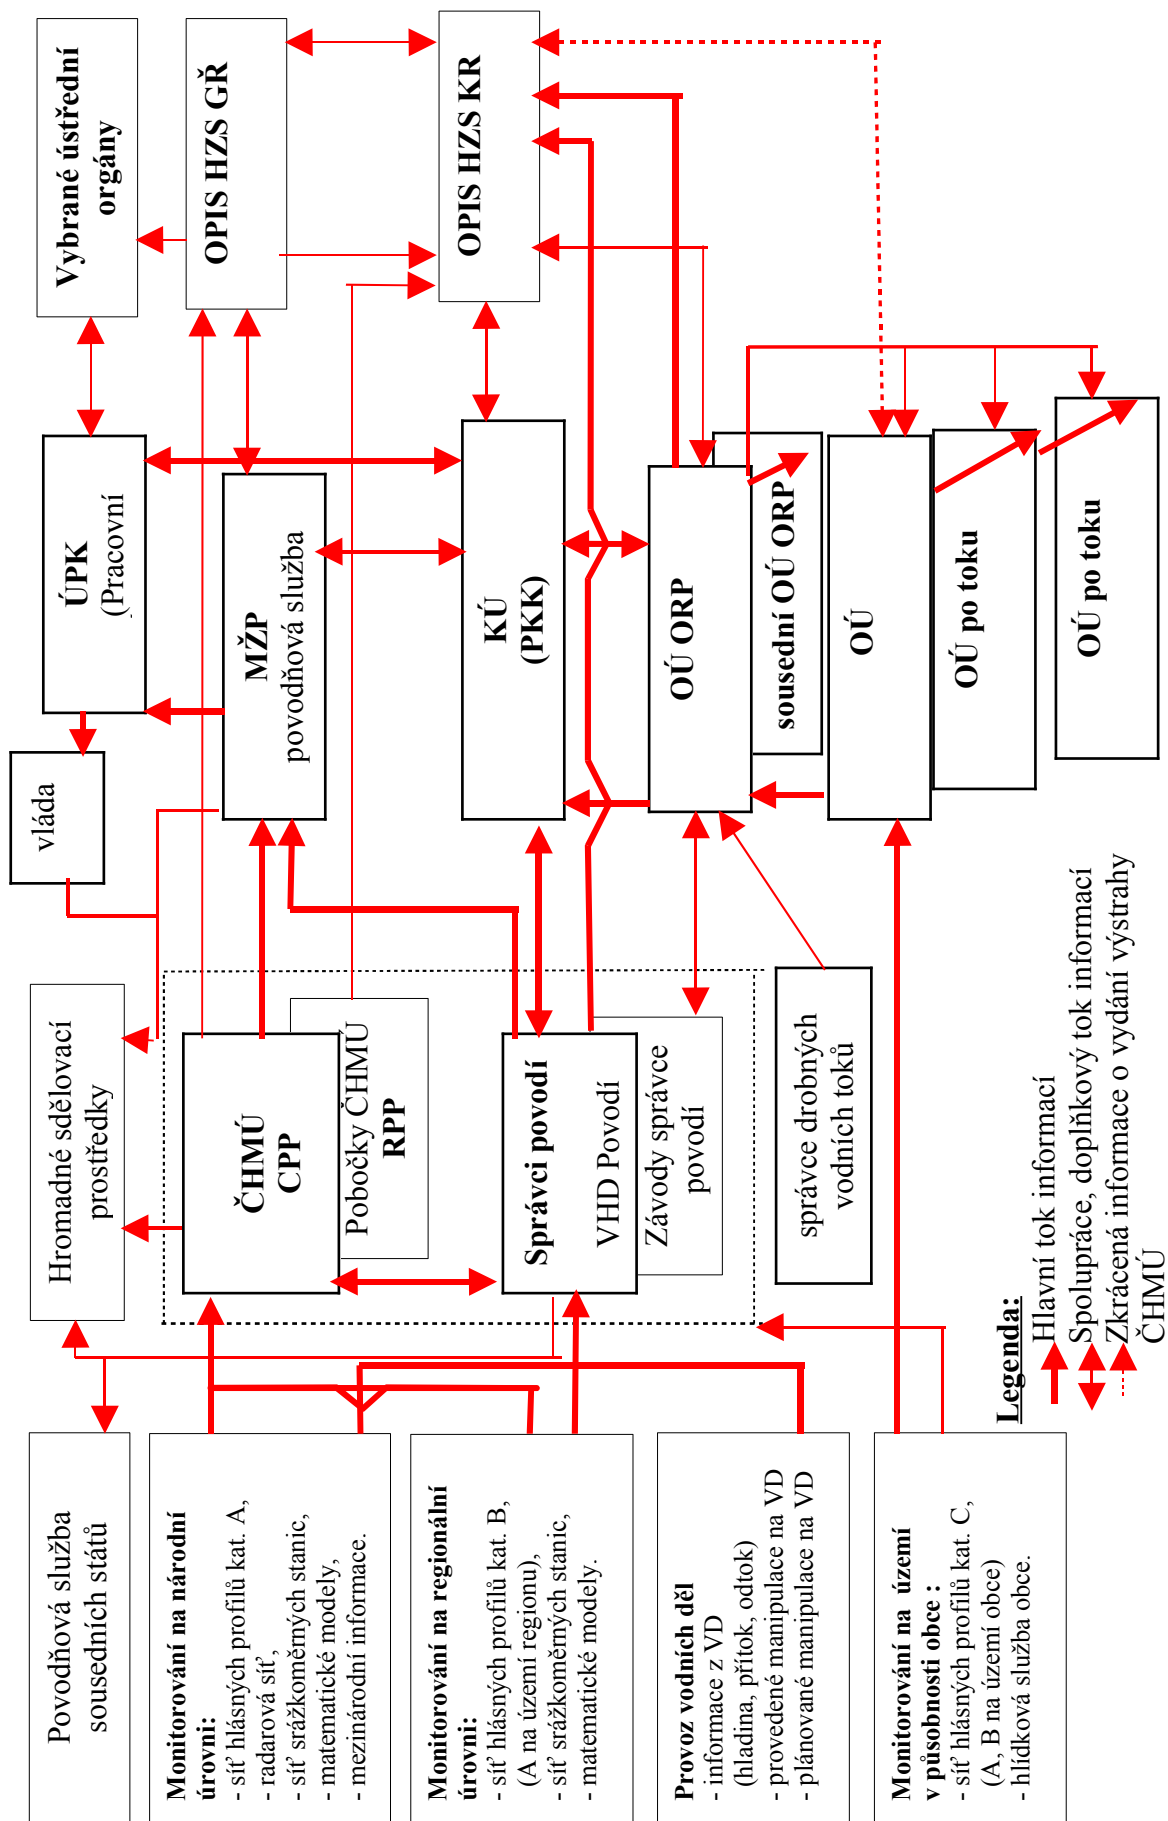 Povodňová služba
sousedních států
Monitorování na národní
úrovni:
- síť hlásných profilů kat. A,
- radarová síť,
- síť srážkoměrných stanic,
- matematické modely,
- mezinárodní informace.
Monitorování na regionální
úrovni:
- síť hlásných profilů kat. B,
(A na území regionu),
- síť srážkoměrných stanic,
- matematické modely.
Provoz vodních děl
- informace z VD
(hladina, přítok, odtok)
- provedené manipulace na VD
- plánované manipulace na VD
Monitorování na území
v působnosti obce :
- síť hlásných profilů kat. C,
(A, B na území obce)
- hlídková služba obce.
Hromadné sdělovací
prostředky
ČHMÚ
CPP
Pobočky ČHMÚ
RPP
Správci povodí
VHD Povodí
Závody správce
povodí
správce drobných
vodních toků
vláda
ÚPK
(Pracovní
MŽP
povodňová služba
KÚ
(PKK)
OÚ ORP
sousední OÚ ORP
OÚ
OÚ po toku
OÚ po toku
Vybrané ústřední
orgány
OPIS HZS GŘ
OPIS HZS KR
Legenda:
Hlavní tok informací
Spolupráce, doplňkový tok informací
Zkrácená informace o vydání výstrahy
ČHMÚ